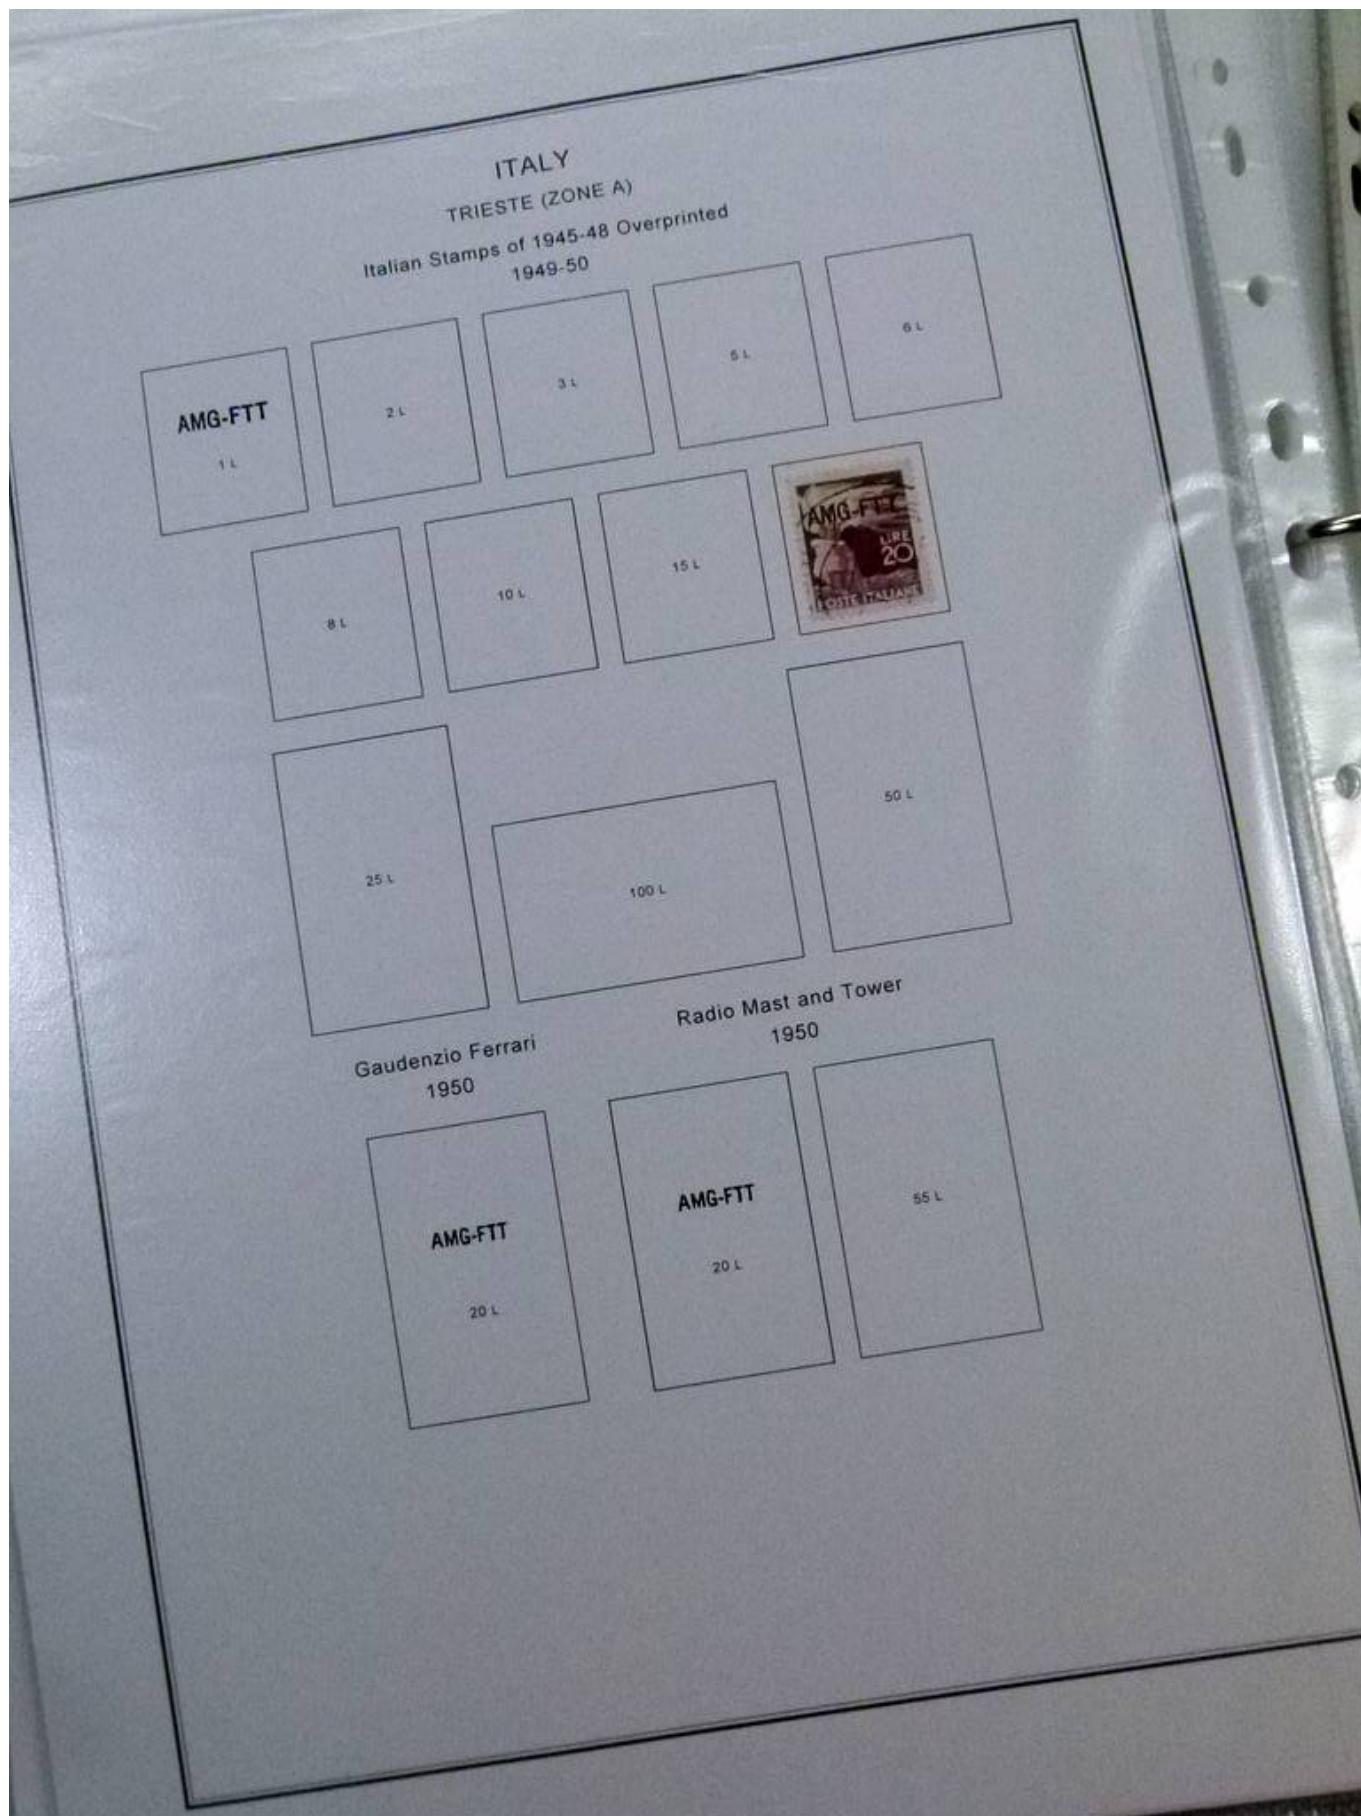 ITALY
TRIESTE (ZONE A)
Italian Stamps of 1945-48 Overprinted
1949-50
AMG-FTT
1 L
2 L
3 L
5 L
6 L
8 L
10 L
15 L
AMG-FTT
LIRE
20
POSTE ITALIANE
25 L
100 L
50 L
Gaudenzio Ferrari
1950
AMG-FTT
20 L
Radio Mast and Tower
1950
AMG-FTT
20 L
55 L